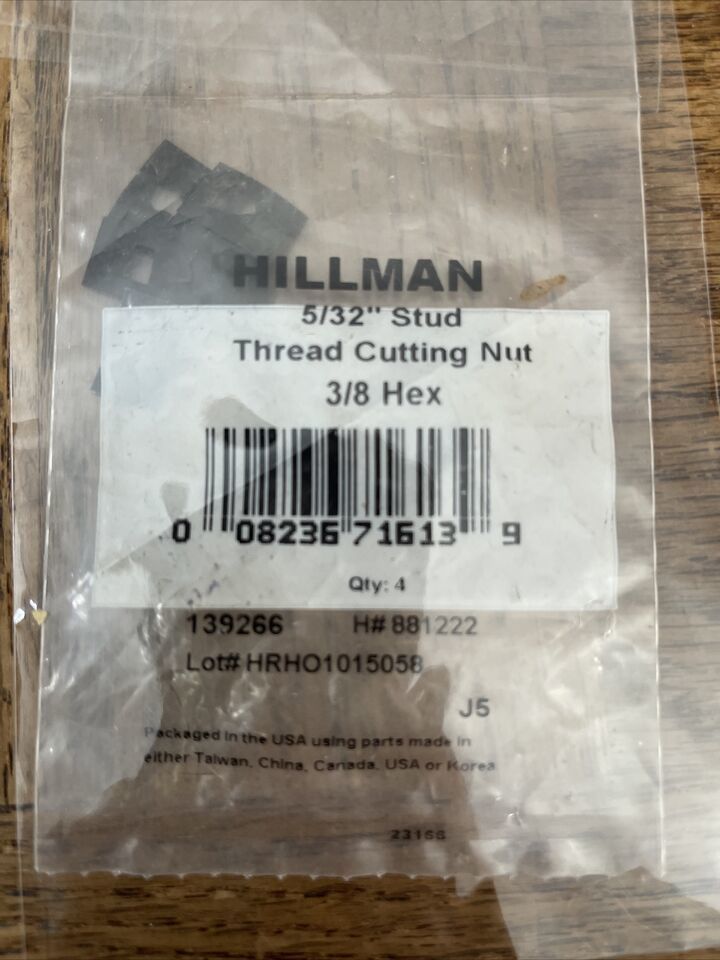 HILLMAN
5/32" Stud
Thread Cutting Nut
3/8 Hex
0 08236 71613 9
Qty: 4
139266 H# 881222
Lot# HRHO1015058
J5
Packaged in the USA using parts made in
either Taiwan, China, Canada, USA or Korea
23166